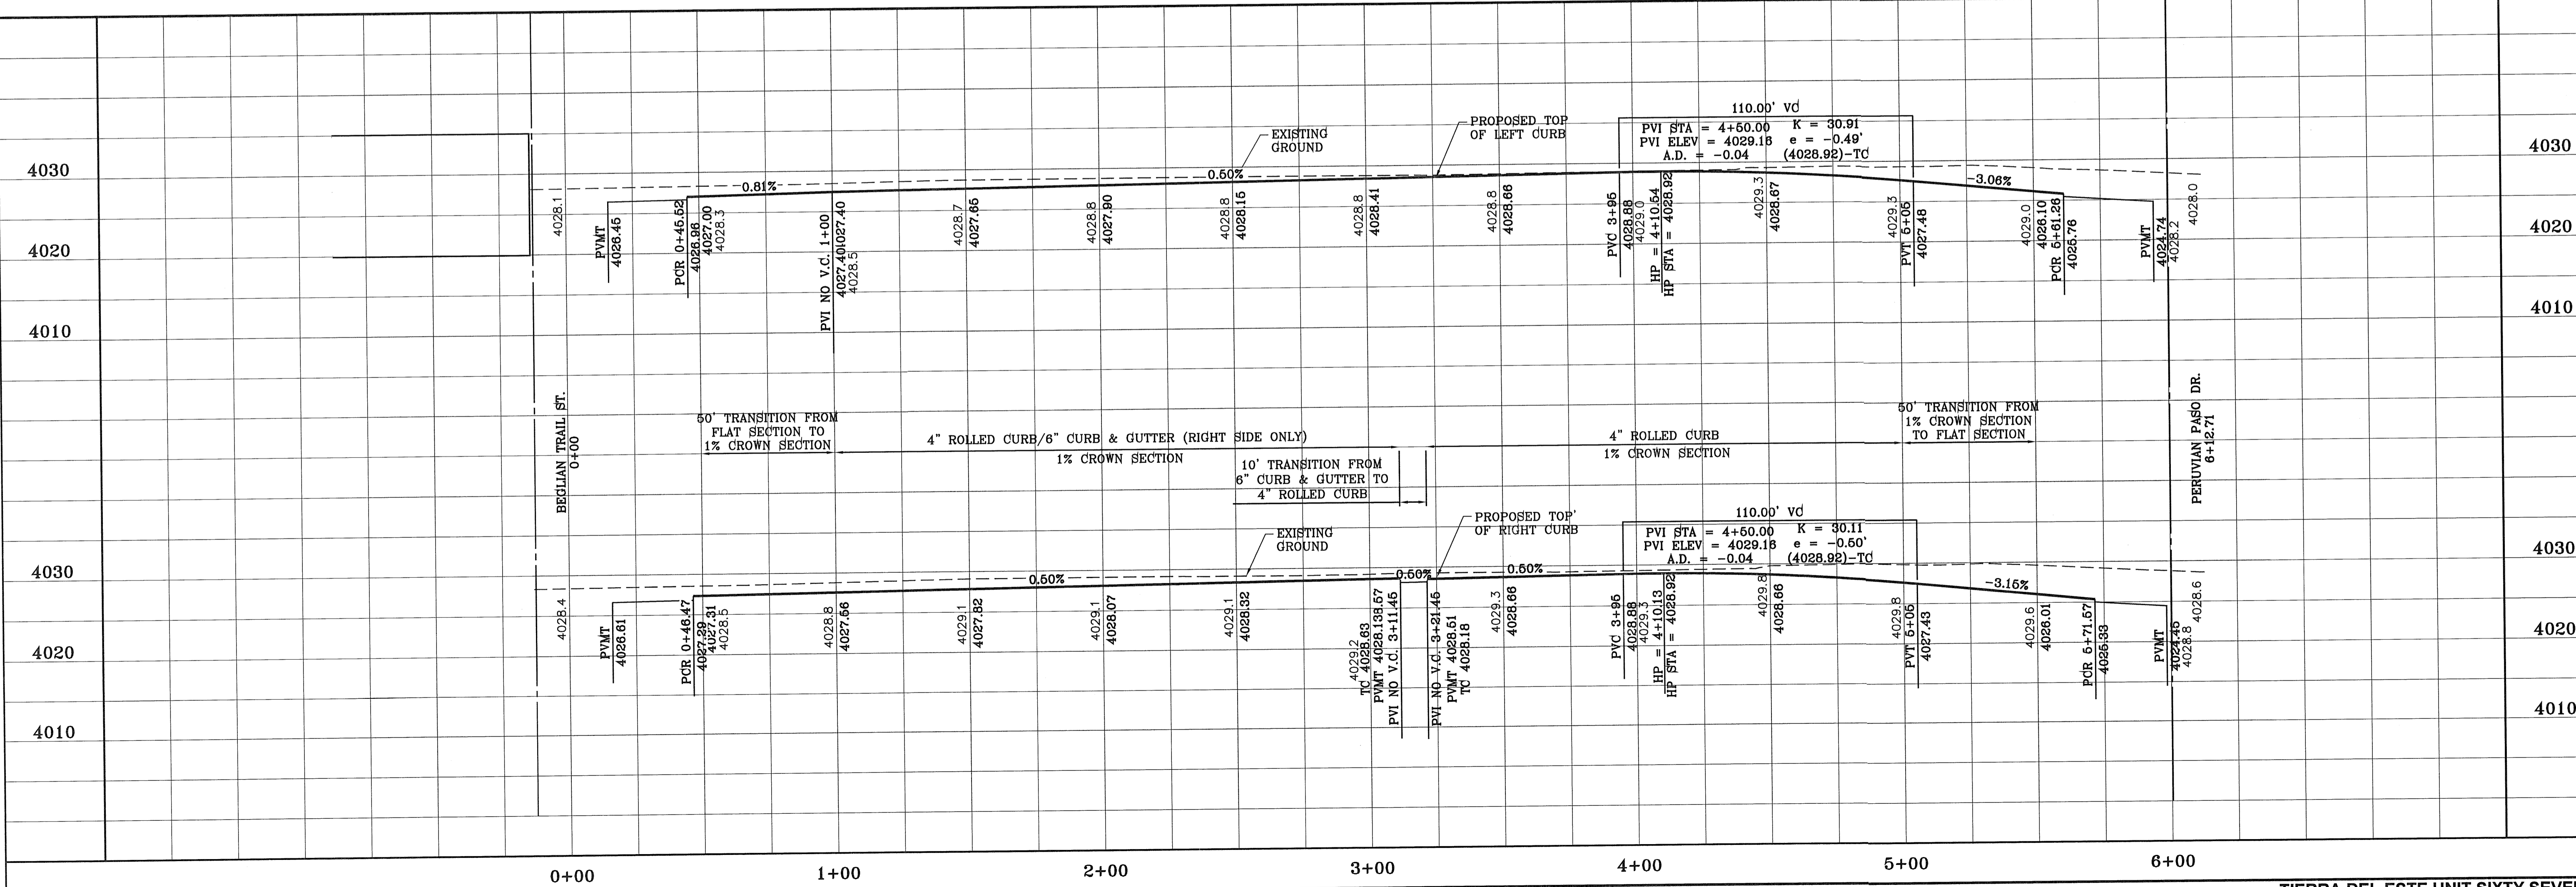 110.00' VC
PVI STA = 4+50.00 K = 30.91
PVI ELEV = 4029.16 e = -0.49'
A.D. = -0.04 (4028.92)-TC
PROPOSED TOP
OF LEFT CURB
EXISTING
GROUND
4030
4030
0.81%
0.50%
-3.06%
4020
4020
4010
4010
4028.1
PVMT
4026.45
PCR 0+45.52
4026.96
4027.00
4028.3
PVI NO V.C. 1+00
4027.40
4027.40
4028.5
4028.7
4027.65
4028.8
4027.90
4028.8
4028.15
4028.8
4028.41
4028.8
4028.66
PVC 3+95
4028.88
4029.0
HP = 4+10.54
HP STA = 4028.92
4029.3
4028.67
4029.3
PVT 5+05
4027.48
4029.0
4026.10
PCR 5+61.26
4025.76
PVMT
4024.74
4028.2
4028.0
BEGLIAN TRAIL ST.
0+00
50' TRANSITION FROM
FLAT SECTION TO
1% CROWN SECTION
4" ROLLED CURB/6" CURB & GUTTER (RIGHT SIDE ONLY)
1% CROWN SECTION
10' TRANSITION FROM
6" CURB & GUTTER TO
4" ROLLED CURB
4" ROLLED CURB
1% CROWN SECTION
50' TRANSITION FROM
1% CROWN SECTION
TO FLAT SECTION
PERUVIAN PASO DR.
6+12.71
110.00' VC
PVI STA = 4+50.00 K = 30.11
PVI ELEV = 4029.16 e = -0.50'
A.D. = -0.04 (4028.92)-TC
PROPOSED TOP
OF RIGHT CURB
EXISTING
GROUND
4030
4030
0.50%
0.50%
0.50%
-3.15%
4020
4020
4010
4010
4028.4
PVMT
4026.61
PCR 0+46.47
4027.29
4027.31
4028.5
4028.8
4027.56
4029.1
4027.82
4029.1
4028.07
4029.1
4028.32
4029.2
TC 4028.63
PVMT 4028.13
PVI NO V.C. 3+11.45
PVI NO V.C. 3+21.45
PVMT 4028.51
TC 4028.18
4029.3
4028.66
PVC 3+95
4028.88
4029.3
HP = 4+10.13
HP STA = 4028.92
4029.8
4028.66
4029.8
PVT 5+05
4027.43
4029.6
4026.01
PCR 5+71.57
4025.33
PVMT
4024.45
4028.8
4028.6
0+00
1+00
2+00
3+00
4+00
5+00
6+00